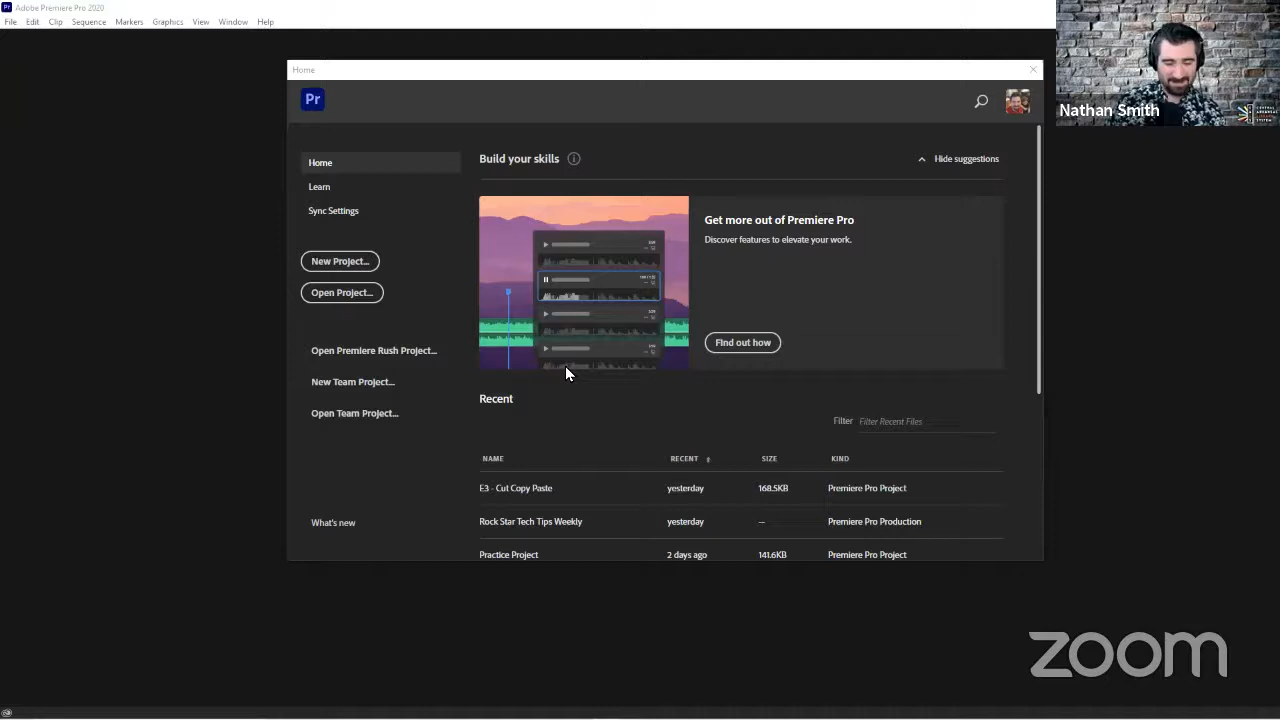 Pr Adobe Premiere Pro 2020
File Edit Clip Sequence Markers Graphics View Window Help
Home
Pr
Home
Learn
Sync Settings
New Project...
Open Project...
Open Premiere Rush Project...
New Team Project...
Open Team Project...
What's new
Build your skills
Hide suggestions
Get more out of Premiere Pro
Discover features to elevate your work.
Find out how
Recent
Filter Filter Recent Files
NAME RECENT SIZE KIND
E3 - Cut Copy Paste yesterday 168.5KB Premiere Pro Project
Rock Star Tech Tips Weekly yesterday — Premiere Pro Production
Practice Project 2 days ago 141.6KB Premiere Pro Project
Nathan Smith
zoom